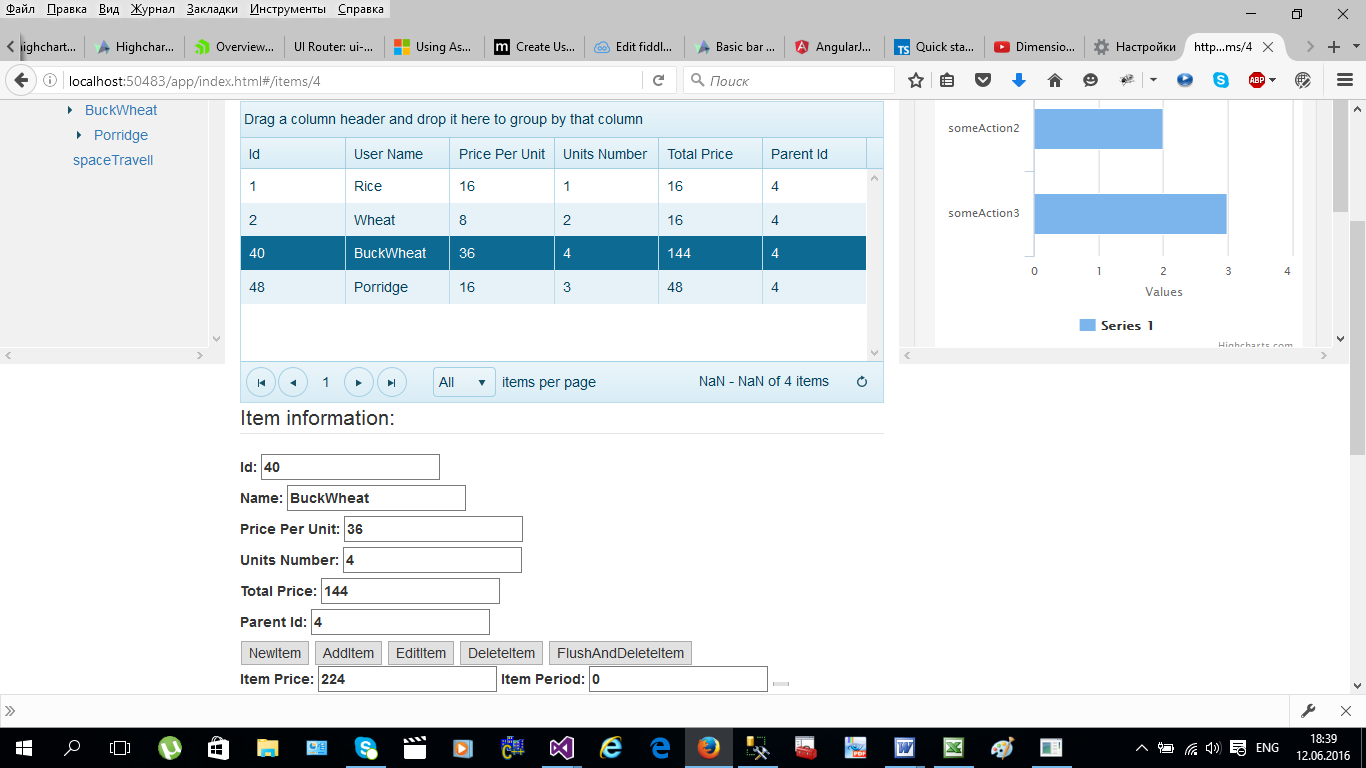 Файл Правка Вид Журнал Закладки Инструменты Справка
highchart... Highchar... Overview... UI Router: ui-... Using As... Create Us... Edit fiddl... Basic bar ... AngularJ... Quick sta... Dimensio... Настройки http...ms/4
localhost:50483/app/index.html#/items/4 Поиск ABP
BuckWheat
Porridge
spaceTravell
Drag a column header and drop it here to group by that column
Id User Name Price Per Unit Units Number Total Price Parent Id
1 Rice 16 1 16 4
2 Wheat 8 2 16 4
40 BuckWheat 36 4 144 4
48 Porridge 16 3 48 4
1 All items per page NaN - NaN of 4 items
someAction2
someAction3
0 1 2 3 4
Values
Series 1
Highcharts.com
Item information:
Id: 40
Name: BuckWheat
Price Per Unit: 36
Units Number: 4
Total Price: 144
Parent Id: 4
NewItem AddItem EditItem DeleteItem FlushAndDeleteItem
Item Price: 224 Item Period: 0
ENG 18:39
12.06.2016